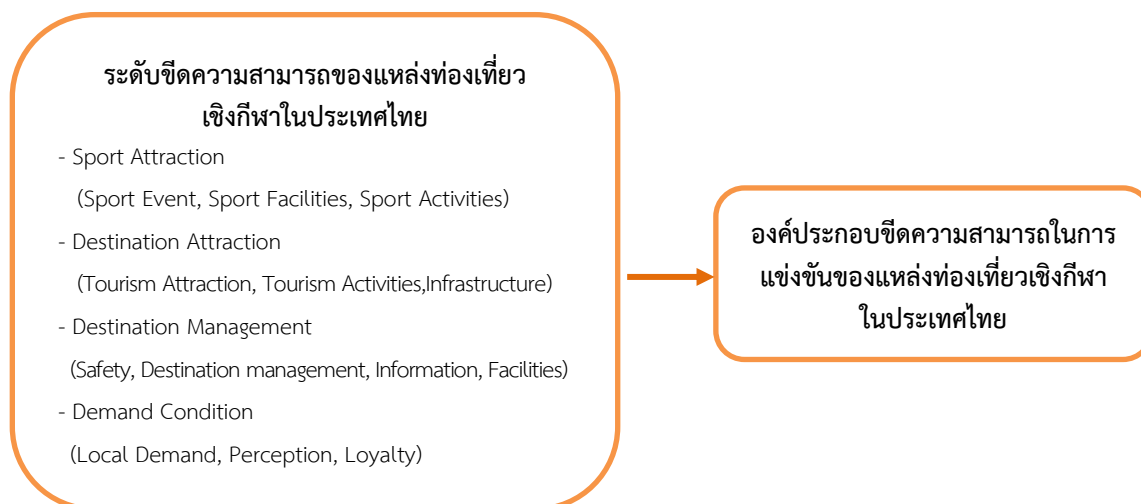 ระดับขีดความสามารถของแหล่งท่องเที่ยว
เชิงกีฬาในประเทศไทย
- Sport Attraction
(Sport Event, Sport Facilities, Sport Activities)
- Destination Attraction
(Tourism Attraction, Tourism Activities,Infrastructure)
- Destination Management
(Safety, Destination management, Information, Facilities)
- Demand Condition
(Local Demand, Perception, Loyalty)
องค์ประกอบขีดความสามารถในการ
แข่งขันของแหล่งท่องเที่ยวเชิงกีฬา
ในประเทศไทย